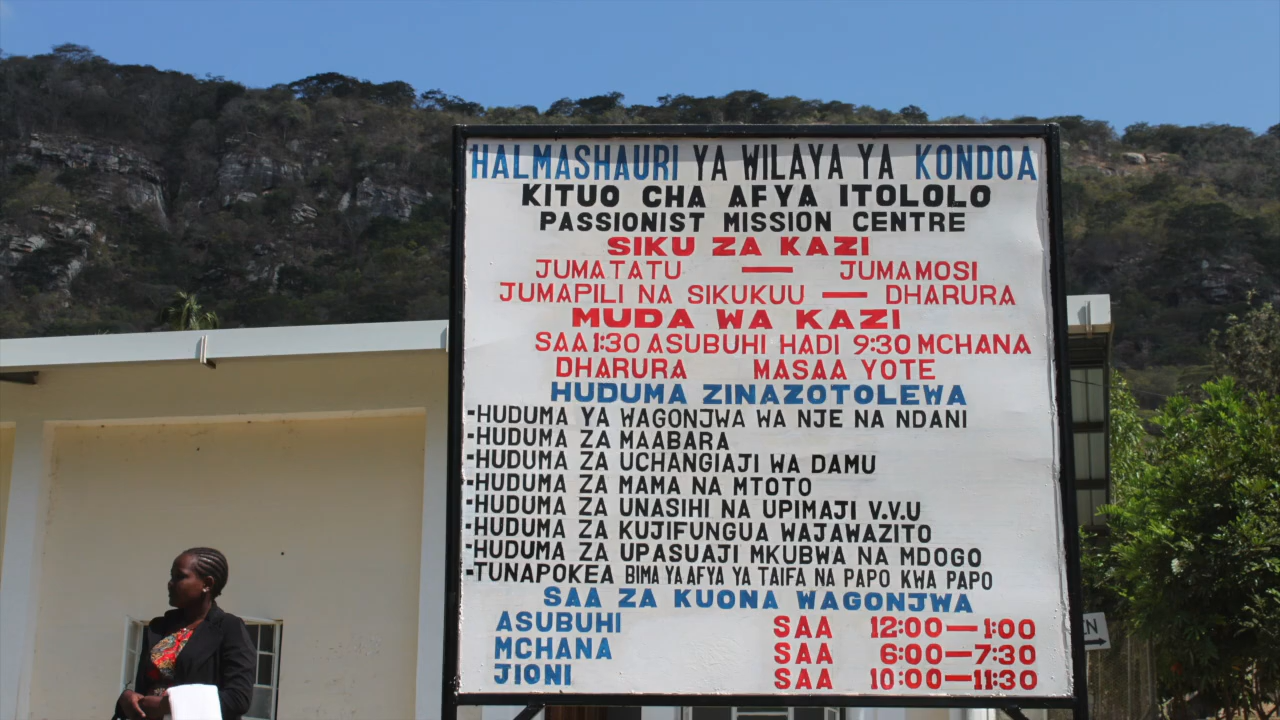 HALMASHAURI YA WILAYA YA KONDOA
KITUO CHA AFYA ITOLOLO
PASSIONIST MISSION CENTRE
SIKU ZA KAZI
JUMATATU — JUMAMOSI
JUMAPILI NA SIKUKUU — DHARURA
MUDA WA KAZI
SAA 1:30 ASUBUHI HADI 9:30 MCHANA
DHARURA MASAA YOTE
HUDUMA ZINAZOTOLEWA
-HUDUMA YA WAGONJWA WA NJE NA NDANI
-HUDUMA ZA MAABARA
-HUDUMA ZA UCHANGIAJI WA DAMU
-HUDUMA ZA MAMA NA MTOTO
-HUDUMA ZA UNASIHI NA UPIMAJI V.V.U
-HUDUMA ZA KUJIFUNGUA WAJAWAZITO
-HUDUMA ZA UPASUAJI MKUBWA NA MDOGO
-TUNAPOKEA BIMA YA AFYA YA TAIFA NA PAPO KWA PAPO
SAA ZA KUONA WAGONJWA
ASUBUHI SAA 12:00—1:00
MCHANA SAA 6:00—7:30
JIONI SAA 10:00—11:30